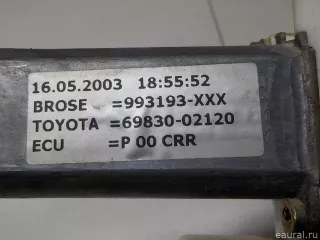 16.05.2003 18:55:52
BROSE =993193-XXX
TOYOTA =69830-02120
ECU =P 00 CRR
eaural.ru©